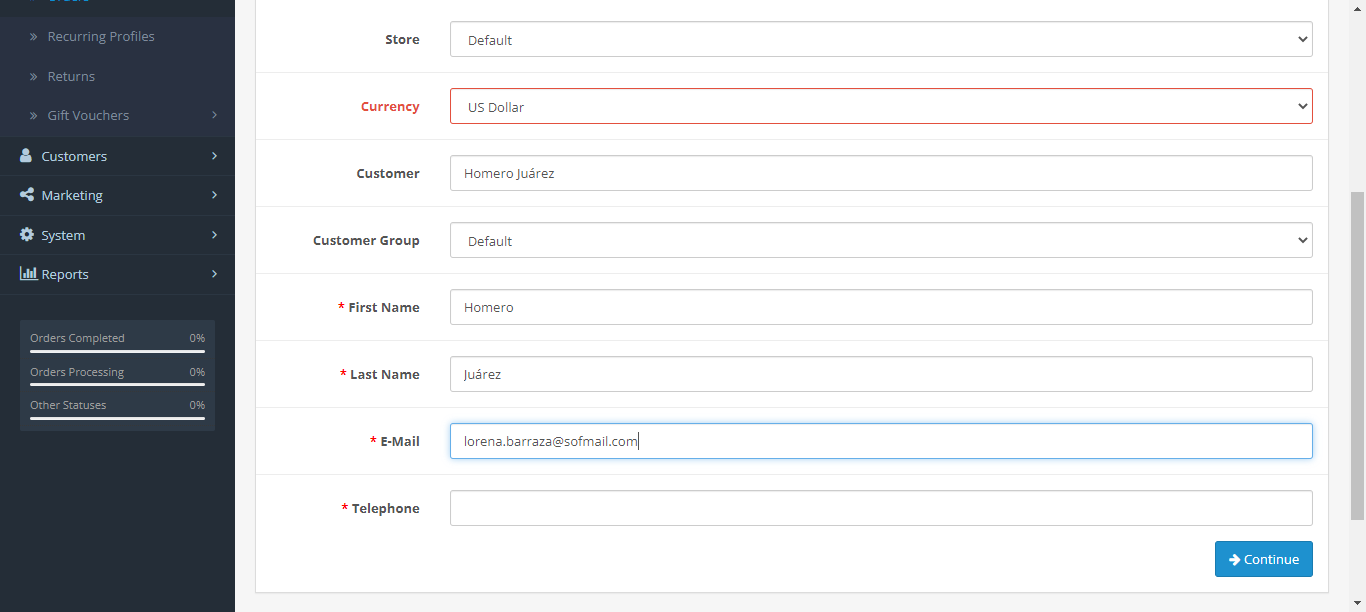 Orders
Recurring Profiles
Returns
Gift Vouchers
Customers
Marketing
System
Reports
Orders Completed 0%
Orders Processing 0%
Other Statuses 0%
Store Default
Currency US Dollar
Customer Homero Juárez
Customer Group Default
* First Name Homero
* Last Name Juárez
* E-Mail lorena.barraza@sofmail.com
* Telephone
Continue